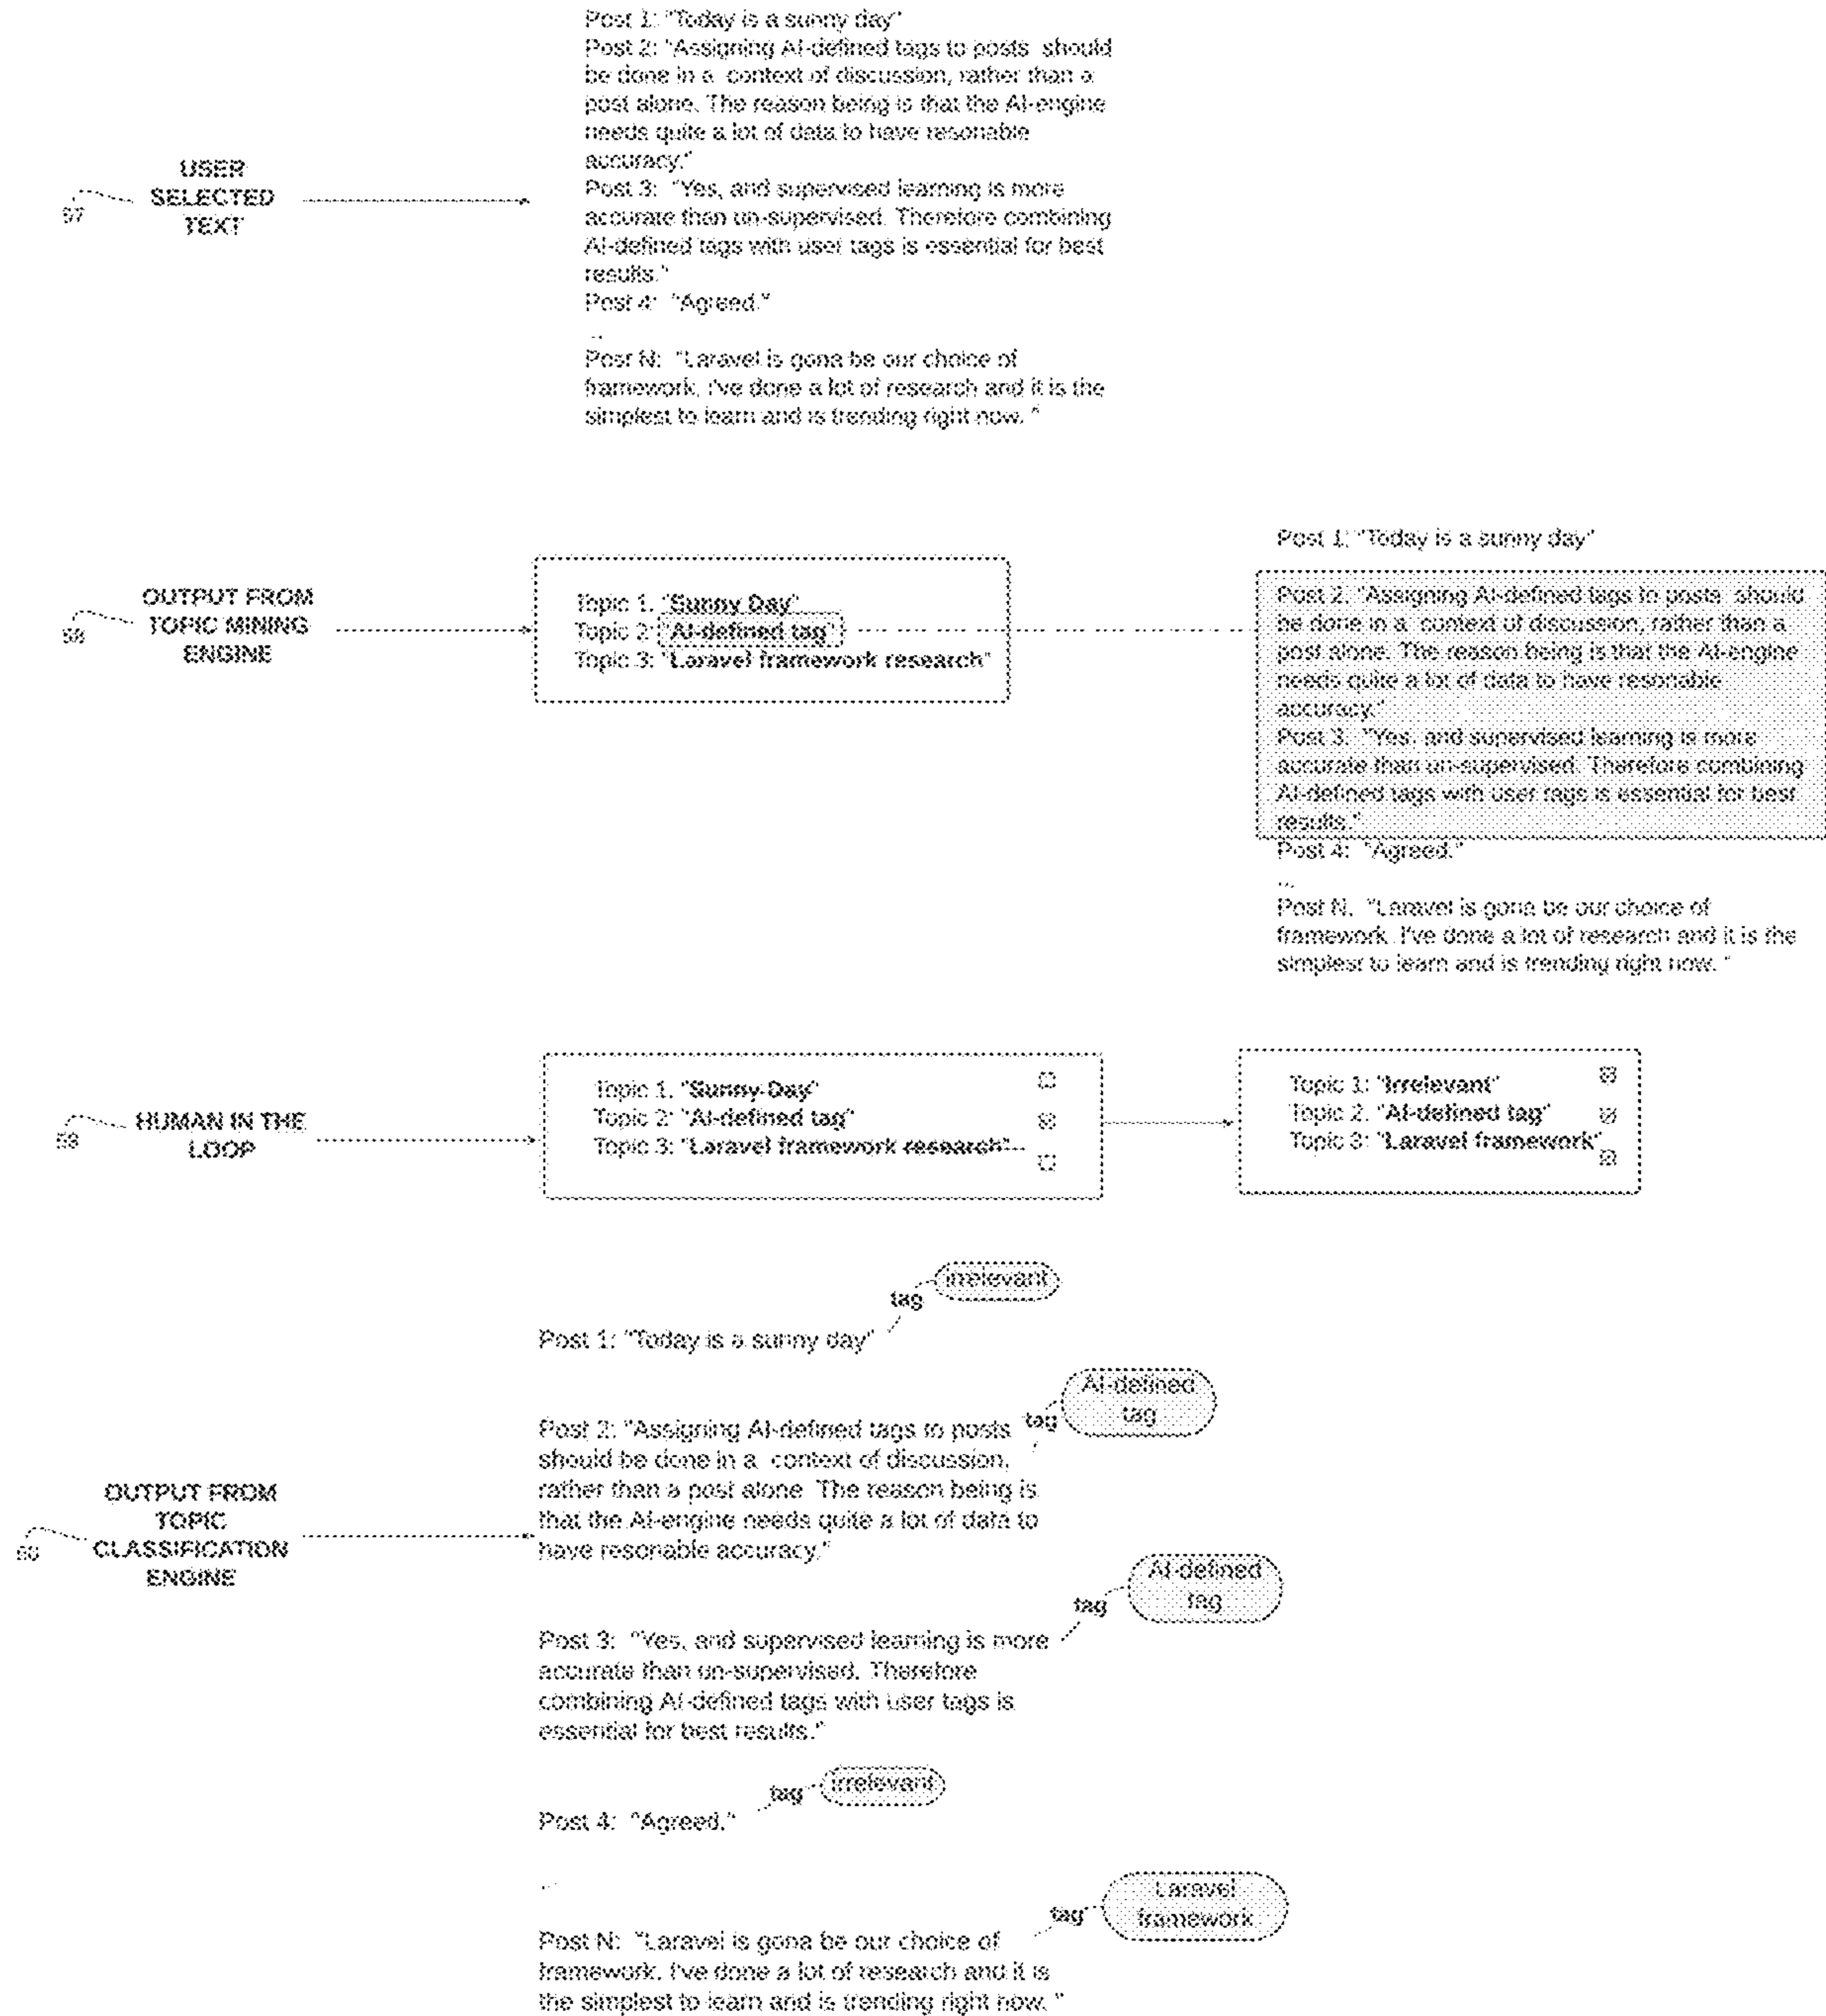 Post 1: "Today is a sunny day"
Post 2: "Assigning AI-defined tags to posts should
be done in a context of discussion, rather than a
post alone. The reason being is that the AI-engine
needs quite a lot of data to have resonable
accuracy."
Post 3: "Yes, and supervised learning is more
accurate than un-supervised. Therefore combining
AI-defined tags with user tags is essential for best
results."
Post 4: "Agreed."
...
Post N: "Laravel is gona be our choice of
framework. I've done a lot of research and it is the
simplest to learn and is trending right now. "
USER
SELECTED
TEXT
57
OUTPUT FROM
TOPIC MINING
ENGINE
58
Topic 1. "Sunny Day"
Topic 2: "AI-defined tag"
Topic 3: "Laravel framework research"
Post 1: "Today is a sunny day"
Post 2. "Assigning AI-defined tags to posts should
be done in a context of discussion, rather than a
post alone. The reason being is that the AI-engine
needs quite a lot of data to have resonable
accuracy."
Post 3: "Yes, and supervised learning is more
accurate than un-supervised. Therefore combining
AI-defined tags with user tags is essential for best
results."
Post 4: "Agreed."
...
Post N. "Laravel is gona be our choice of
framework. I've done a lot of research and it is the
simplest to learn and is trending right now. "
HUMAN IN THE
LOOP
59
Topic 1. "Sunny Day"
Topic 2: "AI-defined tag"
Topic 3: "Laravel framework research"
Topic 1: "Irrelevant"
Topic 2. "AI-defined tag"
Topic 3: "Laravel framework"
OUTPUT FROM
TOPIC
CLASSIFICATION
ENGINE
60
tag
irrelevant
Post 1: "Today is a sunny day"
AI-defined
tag
tag
Post 2: "Assigning AI-defined tags to posts
should be done in a context of discussion,
rather than a post alone. The reason being is
that the AI-engine needs quite a lot of data to
have resonable accuracy."
AI-defined
tag
tag
Post 3: "Yes, and supervised learning is more
accurate than un-supervised. Therefore
combining AI-defined tags with user tags is
essential for best results."
tag
irrelevant
Post 4: "Agreed."
...
Laravel
framework
tag
Post N: "Laravel is gona be our choice of
framework. I've done a lot of research and it is
the simplest to learn and is trending right now. "